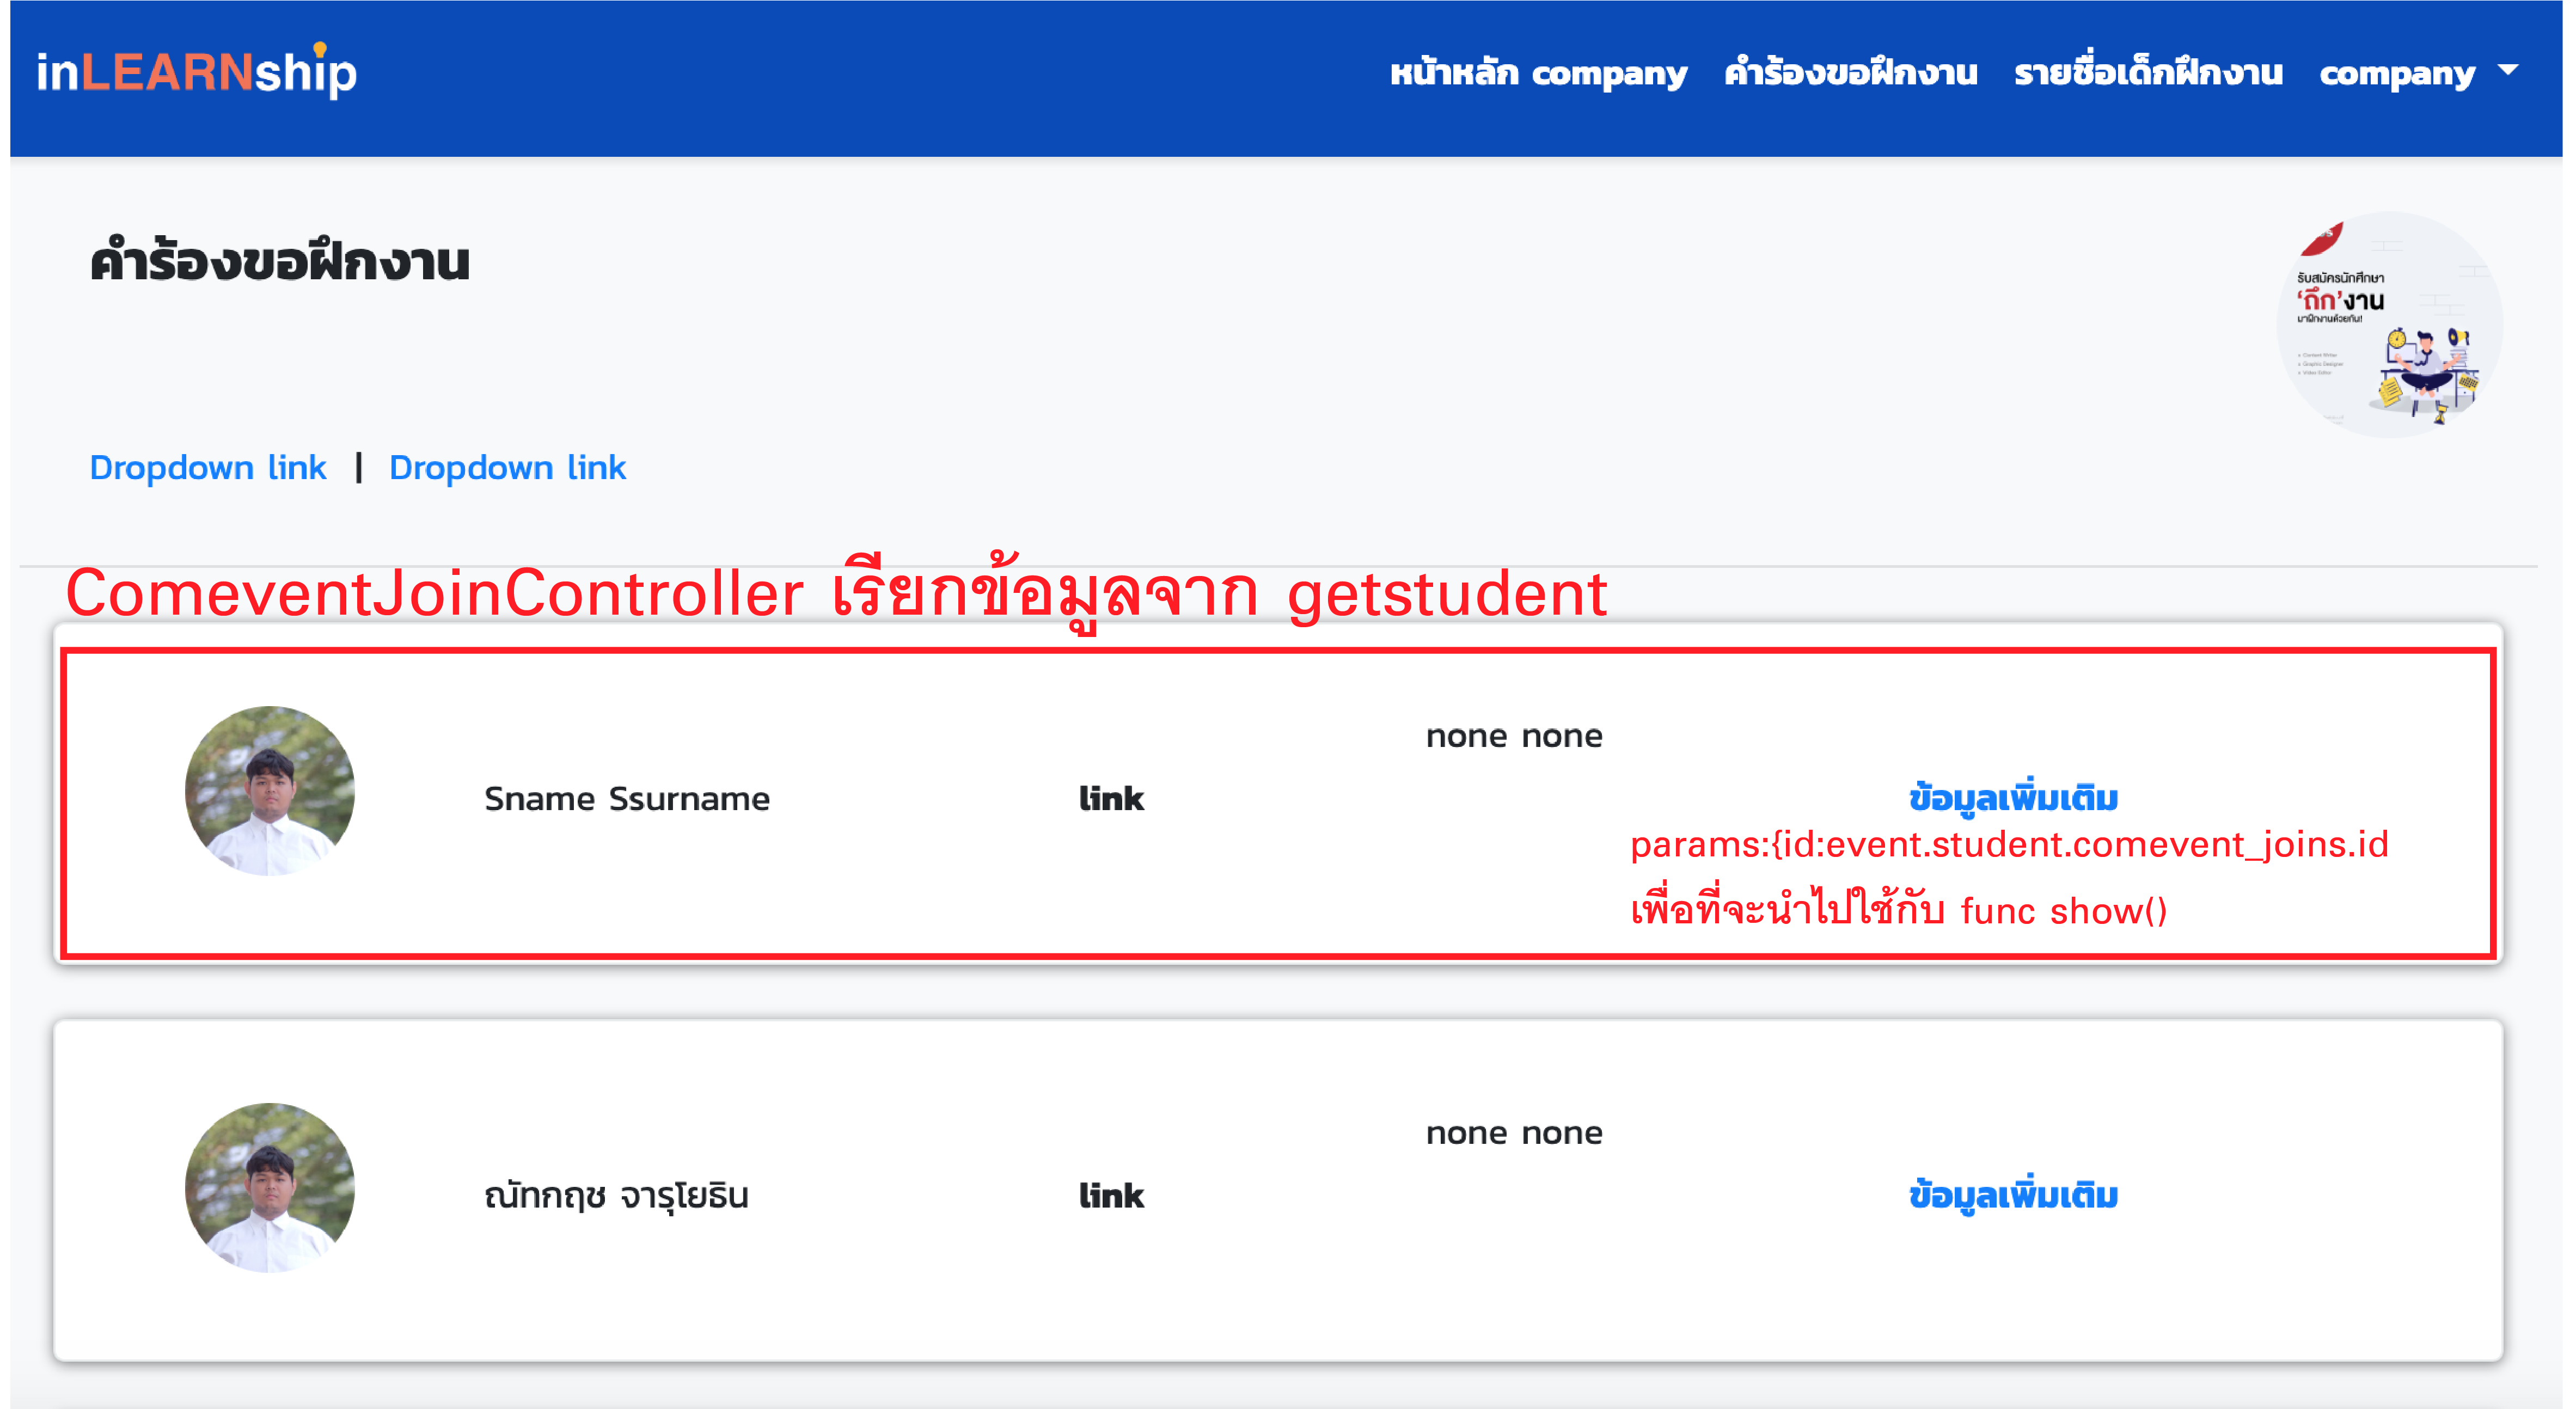 inLEARNship
หน้าหลัก company คำร้องขอฝึกงาน รายชื่อเด็กฝึกงาน company
คำร้องขอฝึกงาน
รับสมัครนักศึกษา
‘ถึก’งาน
มาฝึกงานด้วยกัน!
Content Writer
Graphic Designer
Video Editor
Dropdown link | Dropdown link
ComeventJoinController เรียกข้อมูลจาก getstudent
none none
Sname Ssurname link ข้อมูลเพิ่มเติม
params:{id:event.student.comevent_joins.id
เพื่อที่จะนำไปใช้กับ func show()
none none
ณัทกฤช จารุโยธิน link ข้อมูลเพิ่มเติม